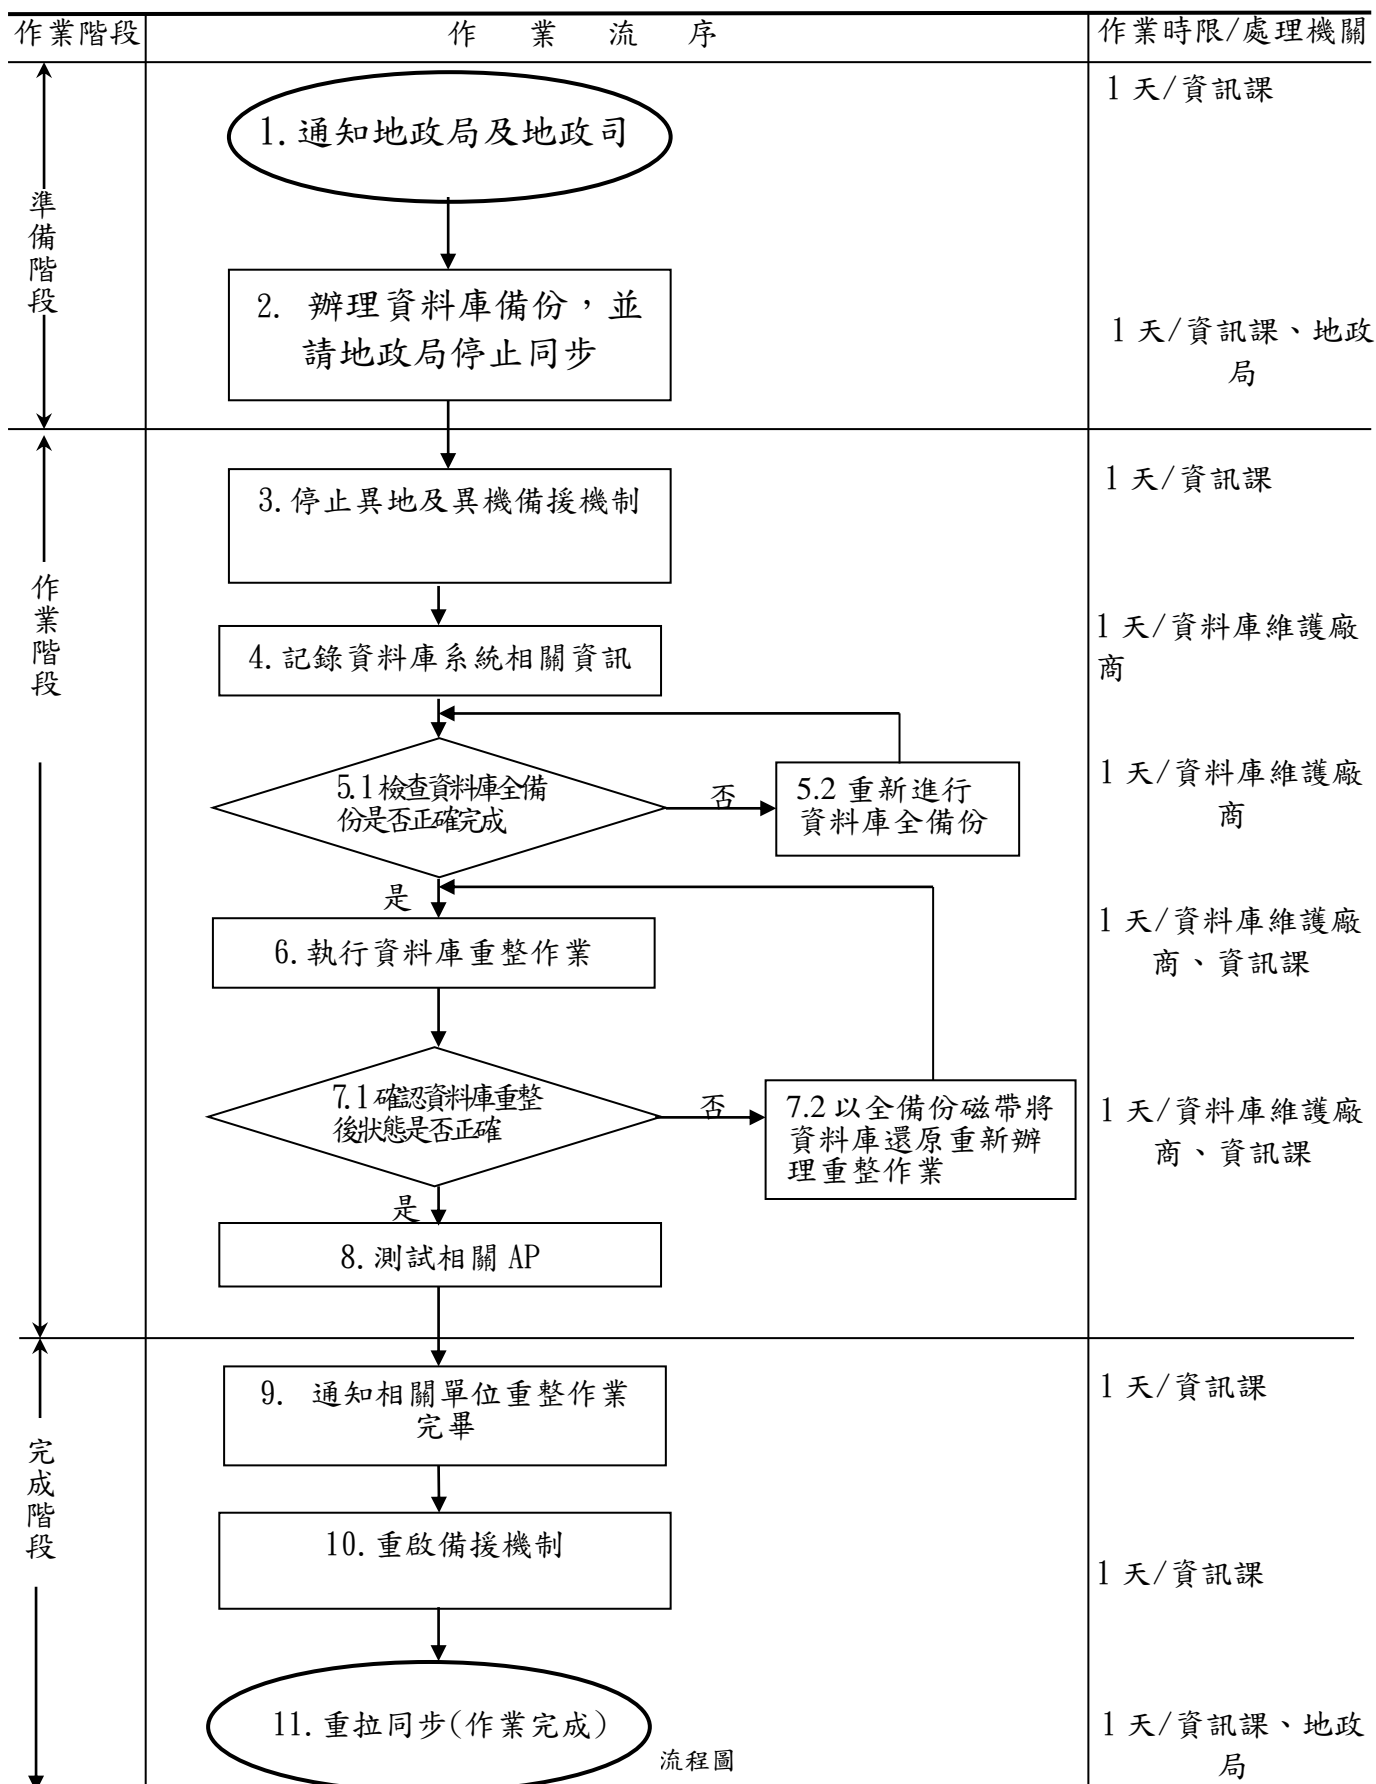 作業階段
作 業 流 序
作業時限/處理機關
準備階段
1.通知地政局及地政司
1 天/資訊課
2. 辦理資料庫備份，並
請地政局停止同步
1 天/資訊課、地政
局
作業階段
3.停止異地及異機備援機制
1 天/資訊課
4.記錄資料庫系統相關資訊
1 天/資料庫維護廠
商
5.1 檢查資料庫全備
份是否正確完成
否
5.2 重新進行
資料庫全備份
1 天/資料庫維護廠
商
是
6.執行資料庫重整作業
1 天/資料庫維護廠
商、資訊課
7.1 確認資料庫重整
後狀態是否正確
否
7.2 以全備份磁帶將
資料庫還原重新辦
理重整作業
1 天/資料庫維護廠
商、資訊課
是
8.測試相關 AP
完成階段
9. 通知相關單位重整作業
完畢
1 天/資訊課
10.重啟備援機制
1 天/資訊課
11.重拉同步(作業完成)
流程圖
1 天/資訊課、地政
局